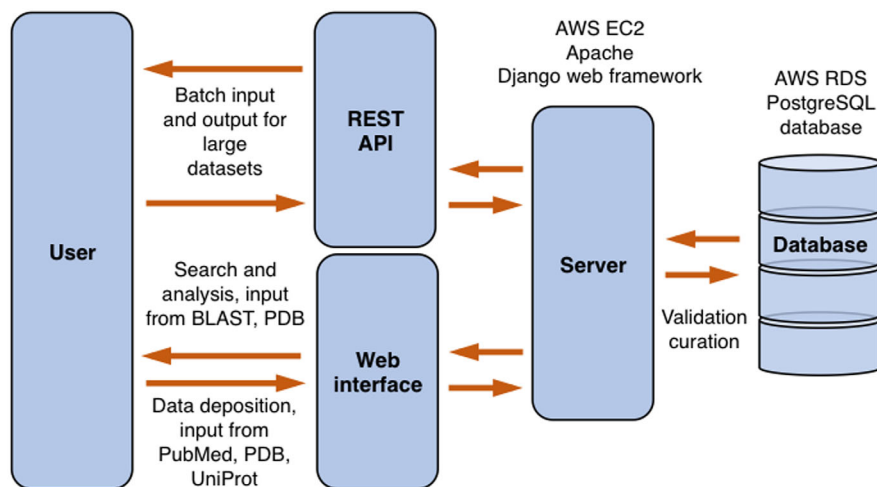 User
Batch input
and output for
large
datasets
Search and
analysis, input
from BLAST, PDB
Data deposition,
input from
PubMed, PDB,
UniProt
REST
API
Web
interface
AWS EC2
Apache
Django web framework
Server
Validation
curation
AWS RDS
PostgreSQL
database
Database